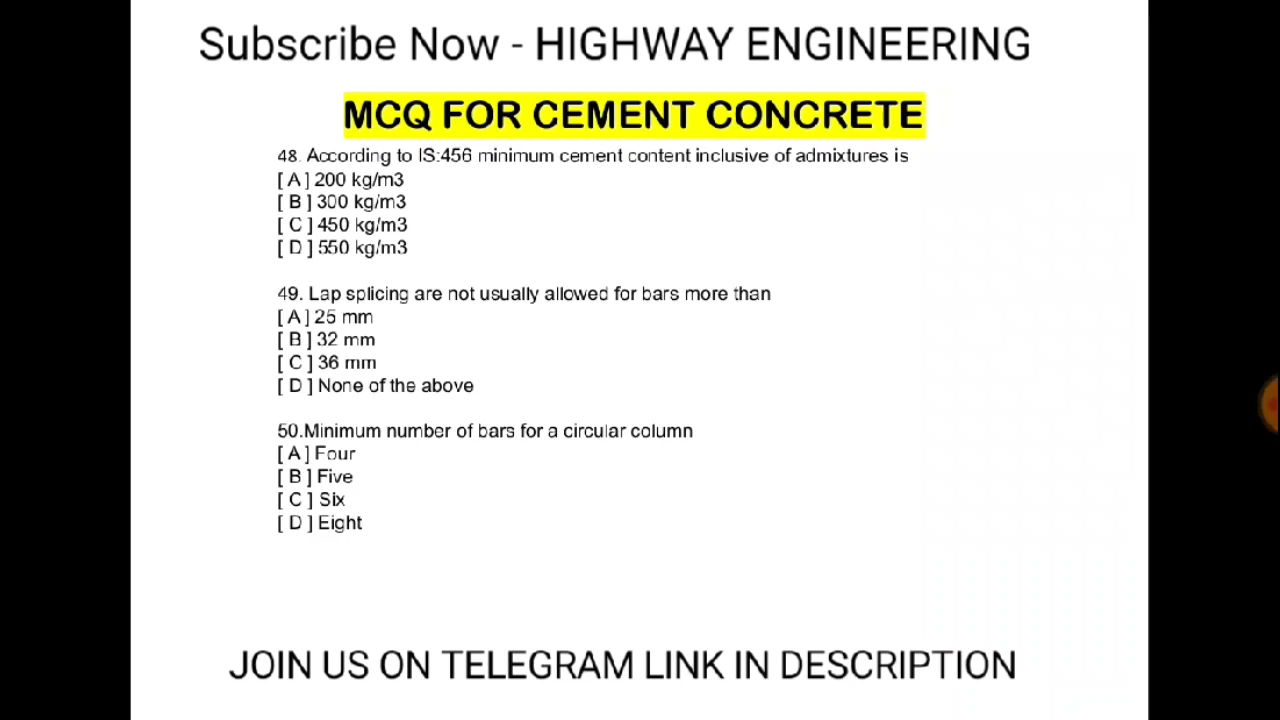 Subscribe Now - HIGHWAY ENGINEERING
MCQ FOR CEMENT CONCRETE
48. According to IS:456 minimum cement content inclusive of admixtures is
[ A ] 200 kg/m3
[ B ] 300 kg/m3
[ C ] 450 kg/m3
[ D ] 550 kg/m3
49. Lap splicing are not usually allowed for bars more than
[ A ] 25 mm
[ B ] 32 mm
[ C ] 36 mm
[ D ] None of the above
50.Minimum number of bars for a circular column
[ A ] Four
[ B ] Five
[ C ] Six
[ D ] Eight
JOIN US ON TELEGRAM LINK IN DESCRIPTION